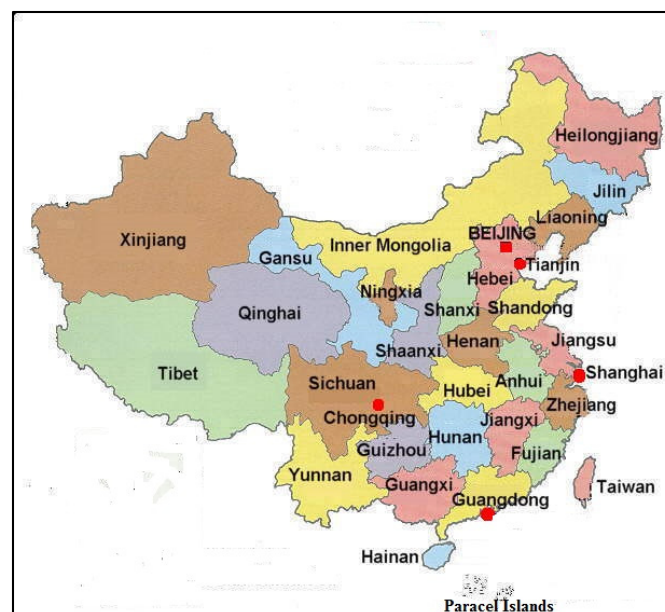 Heilongjiang
Jilin
Liaoning
BEIJING
Inner Mongolia
Xinjiang
Gansu
Tianjin
Hebei
Ningxia
Qinghai
Shanxi
Shandong
Henan
Jiangsu
Shaanxi
Tibet
Shanghai
Sichuan
Anhui
Hubei
Zhejiang
Chongqing
Jiangxi
Hunan
Guizhou
Fujian
Yunnan
Taiwan
Guangxi
Guangdong
Hainan
Paracel Islands